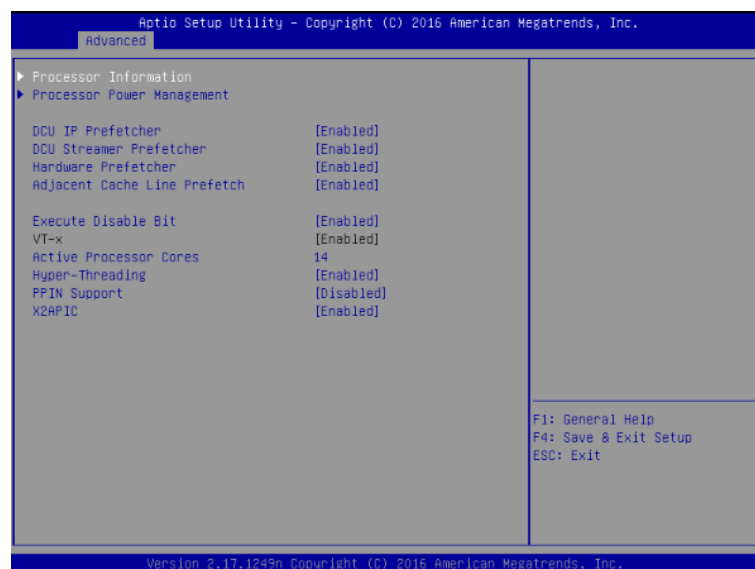 Aptio Setup Utility - Copyright (C) 2016 American Megatrends, Inc.
Advanced
Processor Information
Processor Power Management
DCU IP Prefetcher [Enabled]
DCU Streamer Prefetcher [Enabled]
Hardware Prefetcher [Enabled]
Adjacent Cache Line Prefetch [Enabled]
Execute Disable Bit [Enabled]
VT-x [Enabled]
Active Processor Cores 14
Hyper-Threading [Enabled]
PPIN Support [Disabled]
X2APIC [Enabled]
F1: General Help
F4: Save & Exit Setup
ESC: Exit
Version 2.17.1249n Copyright (C) 2016 American Megatrends, Inc.